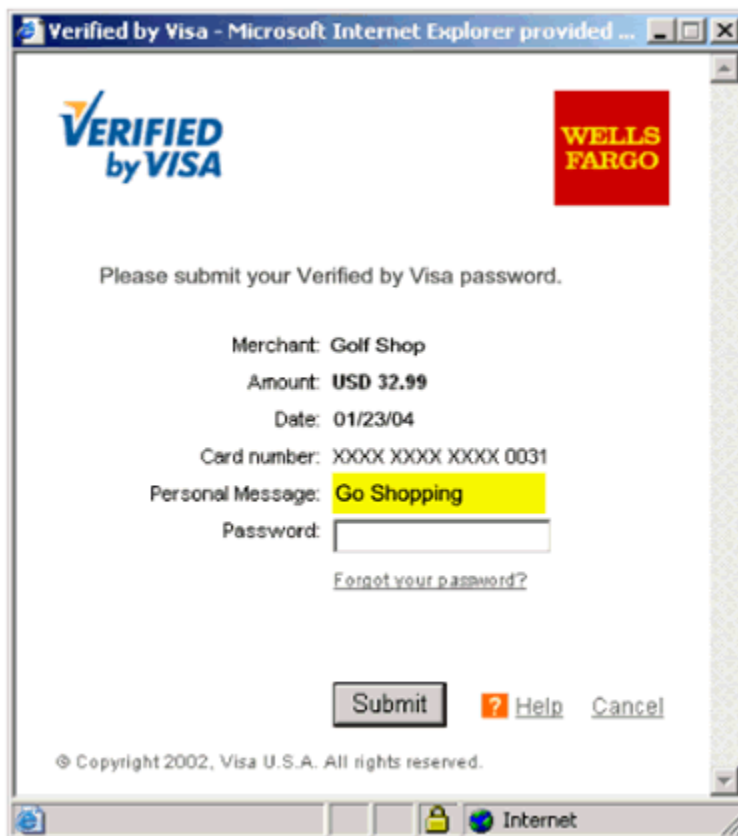 Verified by Visa - Microsoft Internet Explorer provided ...
VERIFIED
by VISA
WELLS
FARGO
Please submit your Verified by Visa password.
Merchant: Golf Shop
Amount: USD 32.99
Date: 01/23/04
Card number: XXXX XXXX XXXX 0031
Personal Message: Go Shopping
Password:
Forgot your password?
Submit ? Help Cancel
© Copyright 2002, Visa U.S.A. All rights reserved.
Internet